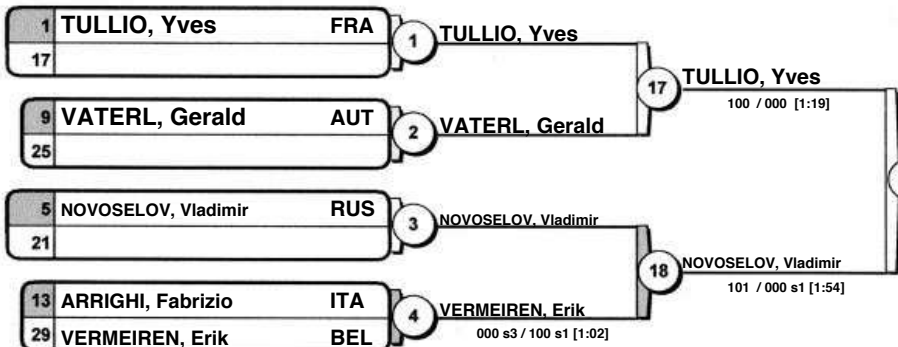 1 TULLIO, Yves FRA
17
1
TULLIO, Yves
9 VATERL, Gerald AUT
25
2
VATERL, Gerald
17
TULLIO, Yves
100 / 000 [1:19]
5 NOVOSELOV, Vladimir RUS
21
3
NOVOSELOV, Vladimir
13 ARRIGHI, Fabrizio ITA
29 VERMEIREN, Erik BEL
4
VERMEIREN, Erik
000 s3 / 100 s1 [1:02]
18
NOVOSELOV, Vladimir
101 / 000 s1 [1:54]